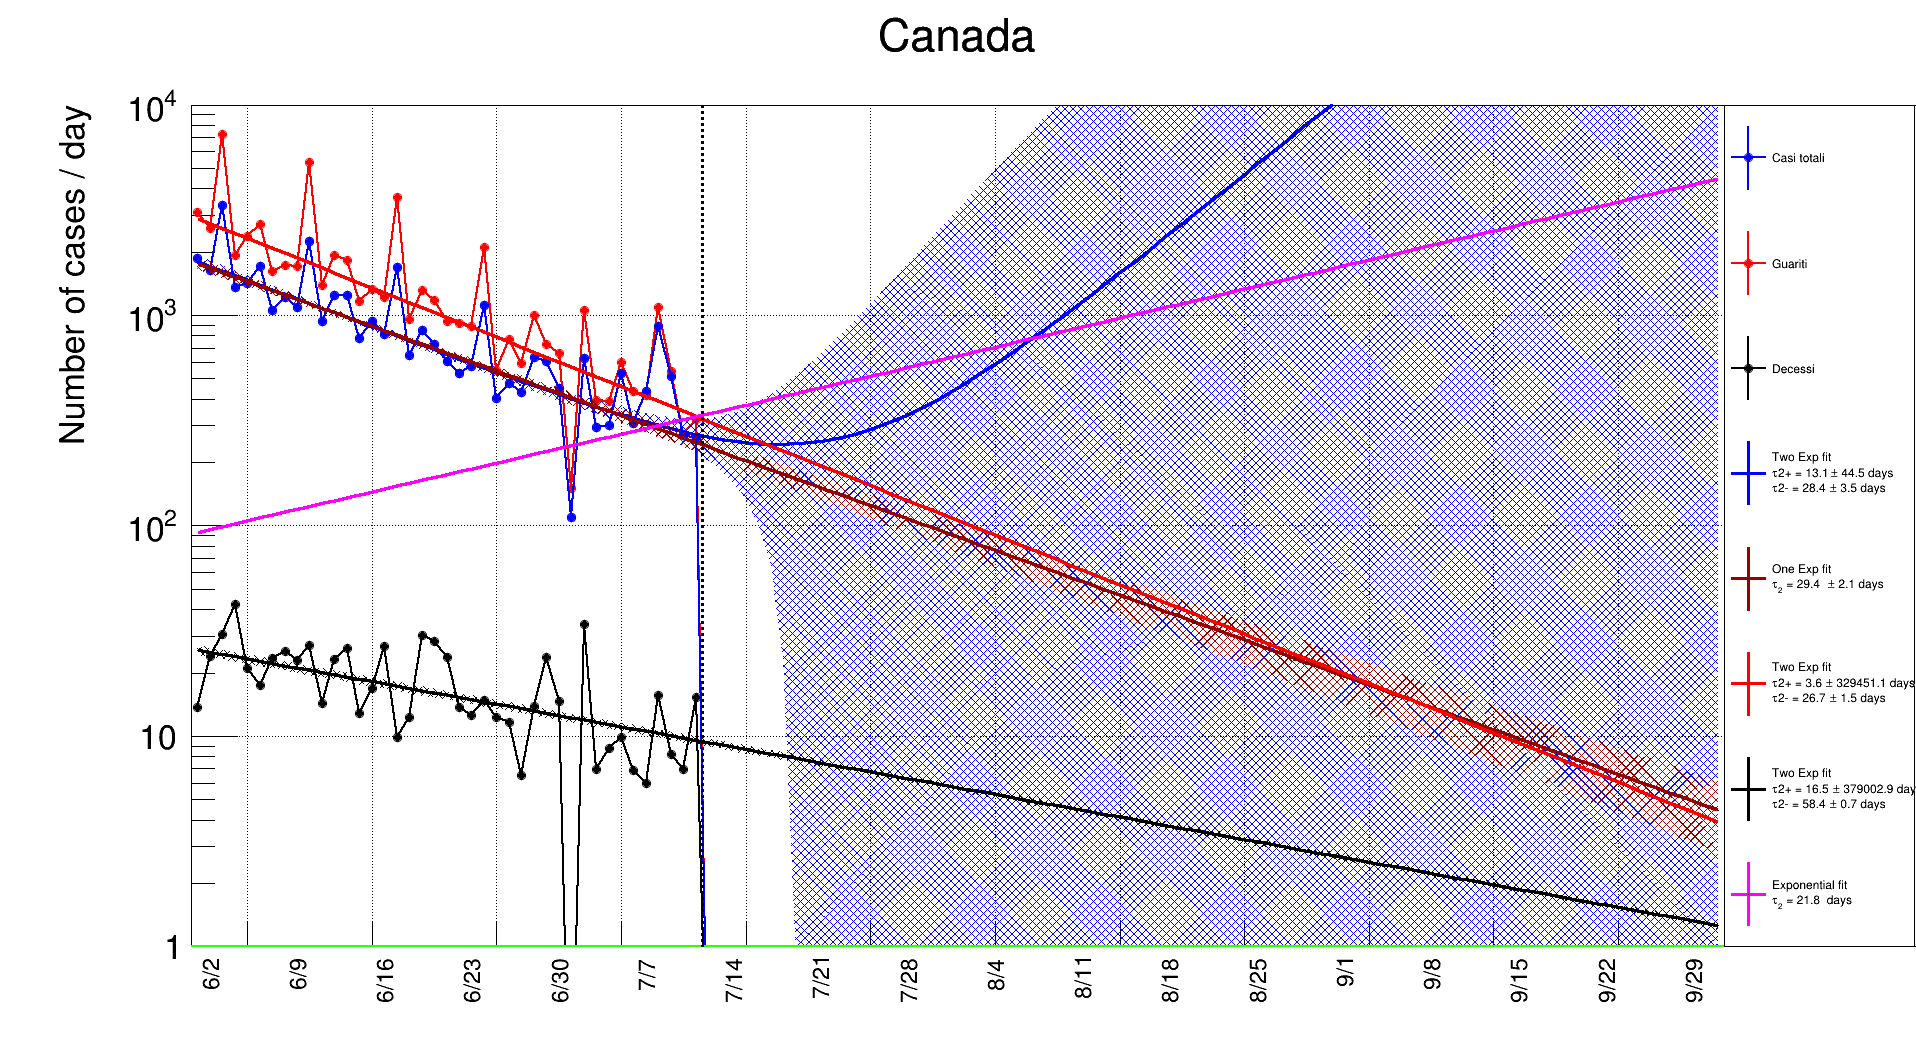 Canada
Number of cases / day
10^4
10^3
10^2
10
1
6/2
6/9
6/16
6/23
6/30
7/7
7/14
7/21
7/28
8/4
8/11
8/18
8/25
9/1
9/8
9/15
9/22
9/29
Casi totali
Guariti
Decessi
Two Exp fit
τ2+ = 13.1 ± 44.5 days
τ2- = 28.4 ± 3.5 days
One Exp fit
τ_2 = 29.4 ± 2.1 days
Two Exp fit
τ2+ = 3.6 ± 329451.1 days
τ2- = 26.7 ± 1.5 days
Two Exp fit
τ2+ = 16.5 ± 379002.9 day
τ2- = 58.4 ± 0.7 days
Exponential fit
τ_2 = 21.8 days